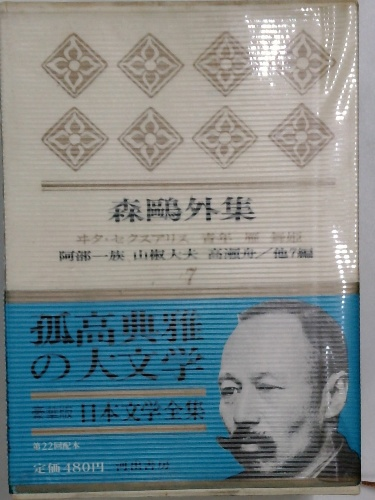 森鷗外集
ヰタ・セクスアリス 青年 雁
阿部一族 山椒大夫 高瀬舟／他7編
7
孤高典雅
の大文学
豪華版 日本文学全集
第22回配本
定価480円 河出書房